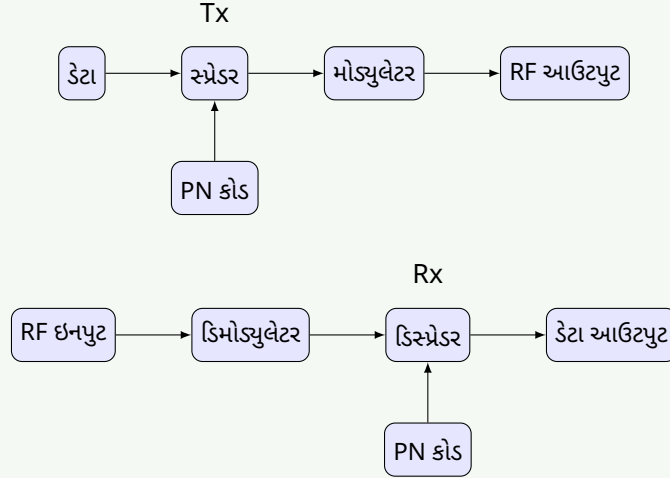 Tx
ડેટા
સ્પ્રેડર
મોડ્યુલેટર
RF આઉટપુટ
PN કોડ
Rx
RF ઇનપુટ
ડિમોડ્યુલેટર
ડિસ્પ્રેડર
ડેટા આઉટપુટ
PN કોડ